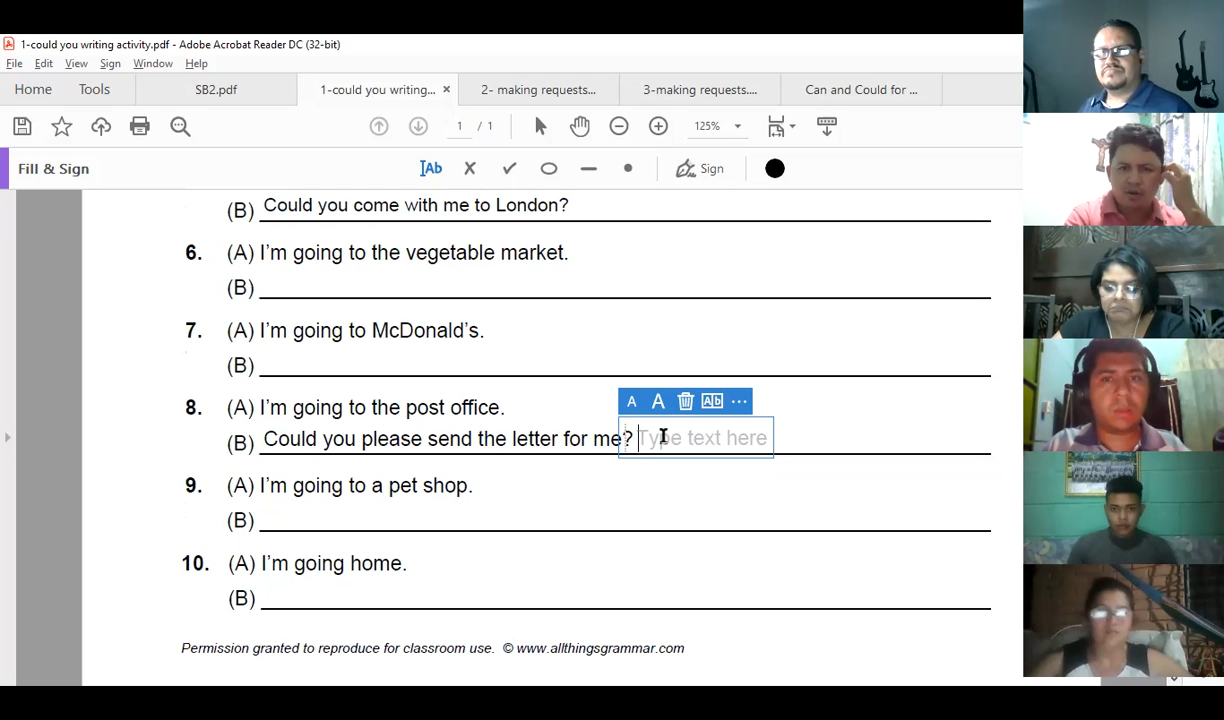 1-could you writing activity.pdf - Adobe Acrobat Reader DC (32-bit)
File Edit View Sign Window Help
Home Tools SB2.pdf 1-could you writing... × 2- making requests... 3-making requests.... Can and Could for ...
1 / 1 125%
Fill & Sign Ab Sign
(B) Could you come with me to London?
6. (A) I'm going to the vegetable market.
(B)
7. (A) I'm going to McDonald's.
(B)
8. (A) I'm going to the post office.
A A Ab ...
(B) Could you please send the letter for me? Type text here
9. (A) I'm going to a pet shop.
(B)
10. (A) I'm going home.
(B)
Permission granted to reproduce for classroom use. © www.allthingsgrammar.com